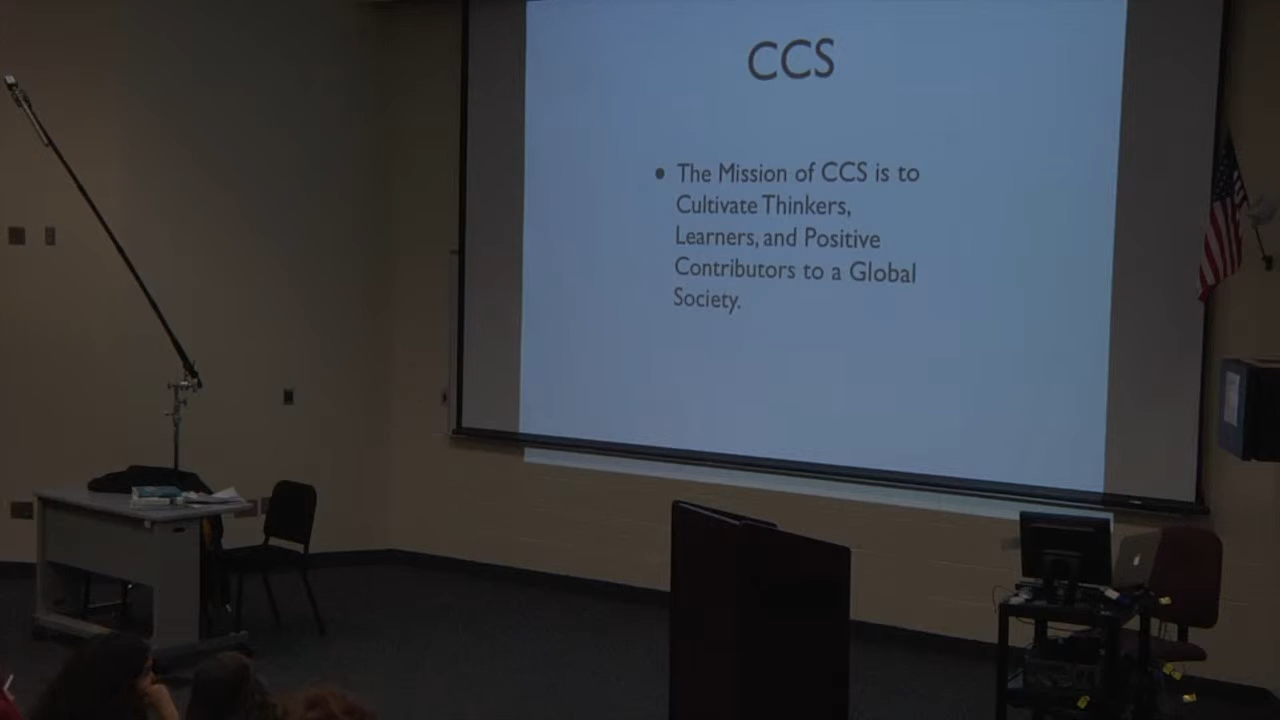 CCS
• The Mission of CCS is to
Cultivate Thinkers,
Learners, and Positive
Contributors to a Global
Society.